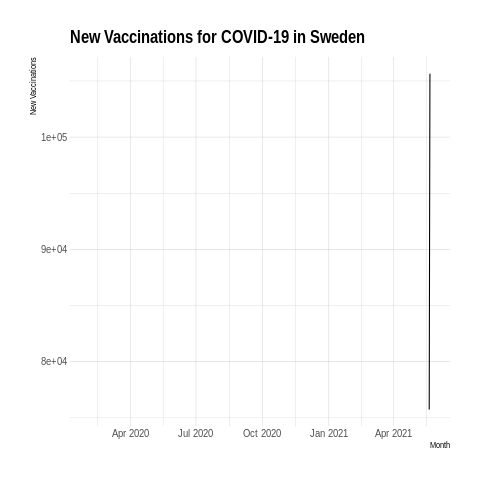 New Vaccinations for COVID-19 in Sweden
New Vaccinations
1e+05
9e+04
8e+04
Apr 2020 Jul 2020 Oct 2020 Jan 2021 Apr 2021
Month